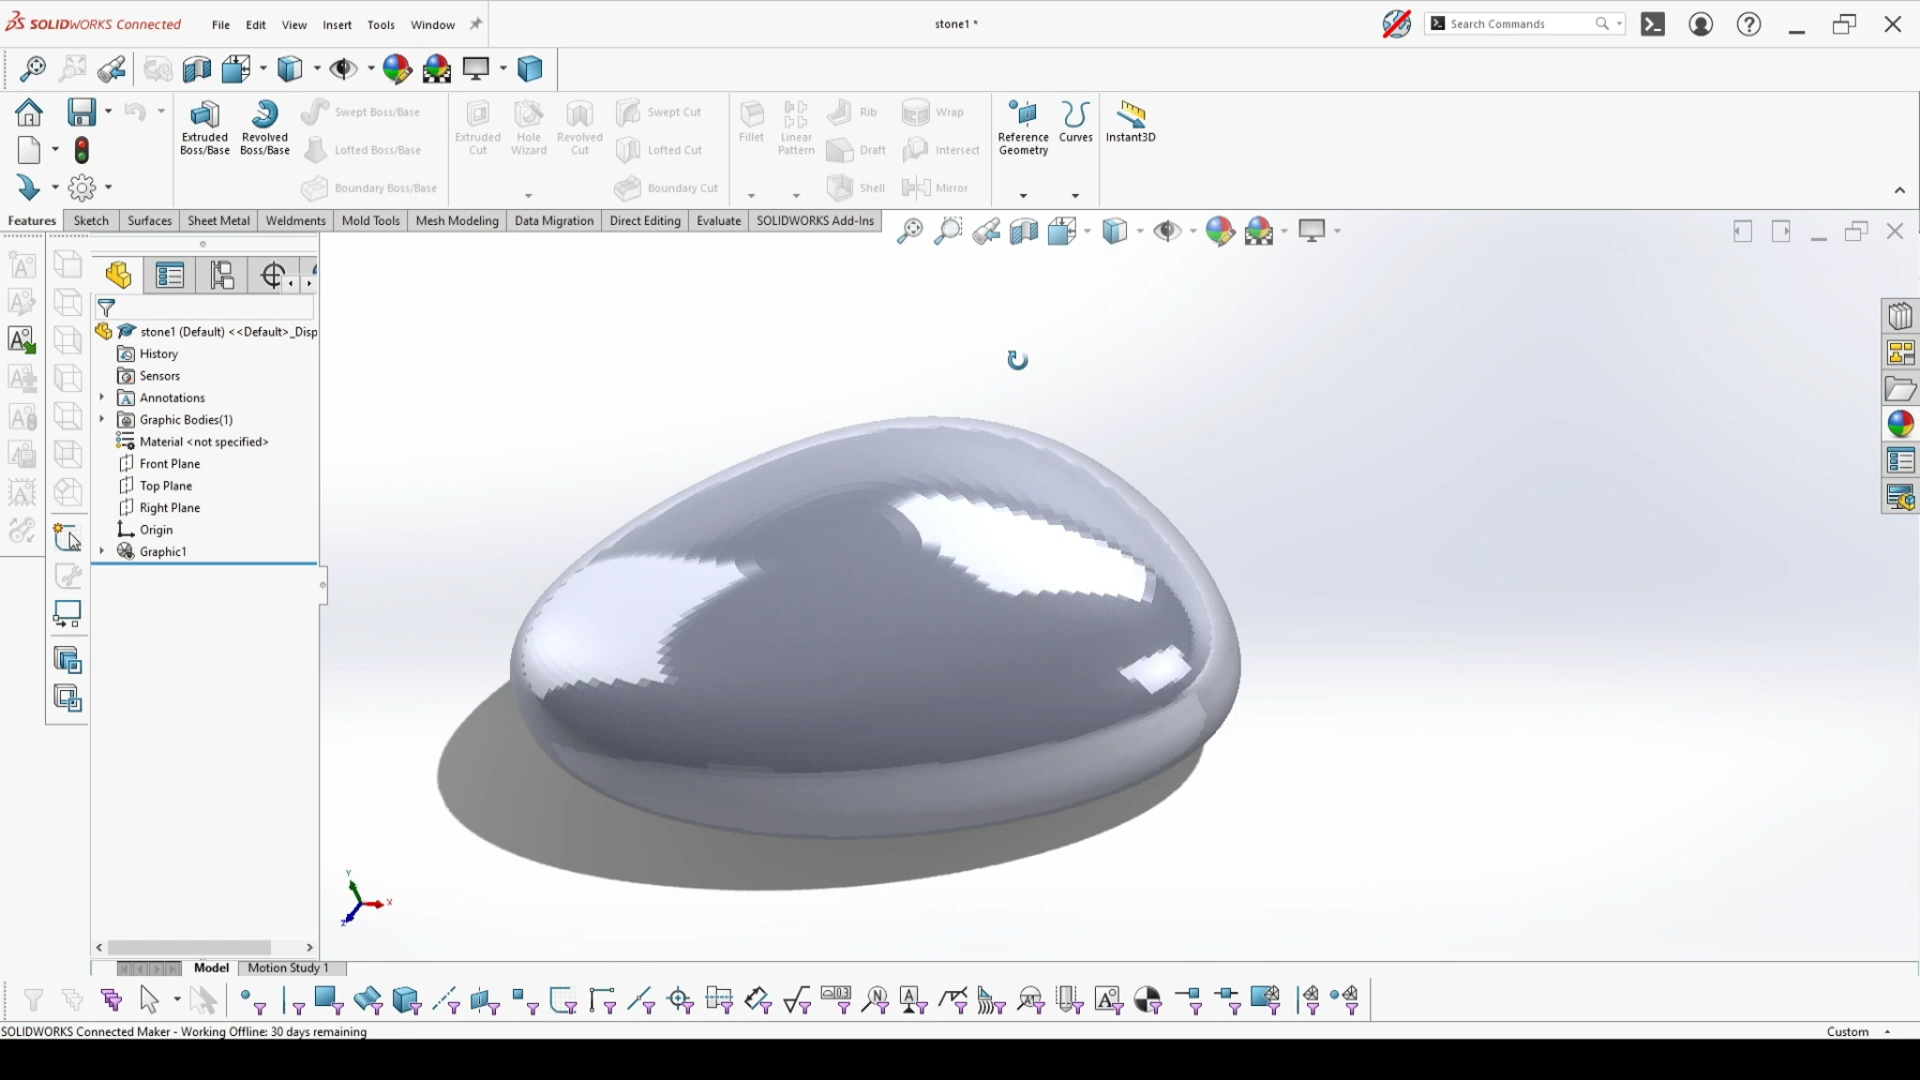 SOLIDWORKS Connected File Edit View Insert Tools Window stone1 * Search Commands
Extruded Boss/Base
Revolved Boss/Base
Swept Boss/Base
Lofted Boss/Base
Boundary Boss/Base
Extruded Cut
Hole Wizard
Revolved Cut
Swept Cut
Lofted Cut
Boundary Cut
Fillet
Linear Pattern
Rib
Draft
Shell
Wrap
Intersect
Mirror
Reference Geometry
Curves
Instant3D
Features Sketch Surfaces Sheet Metal Weldments Mold Tools Mesh Modeling Data Migration Direct Editing Evaluate SOLIDWORKS Add-Ins
stone1 (Default) <<Default>_Disp
History
Sensors
Annotations
Graphic Bodies(1)
Material <not specified>
Front Plane
Top Plane
Right Plane
Origin
Graphic1
Y
X
Z
Model Motion Study 1
SOLIDWORKS Connected Maker - Working Offline: 30 days remaining
Custom